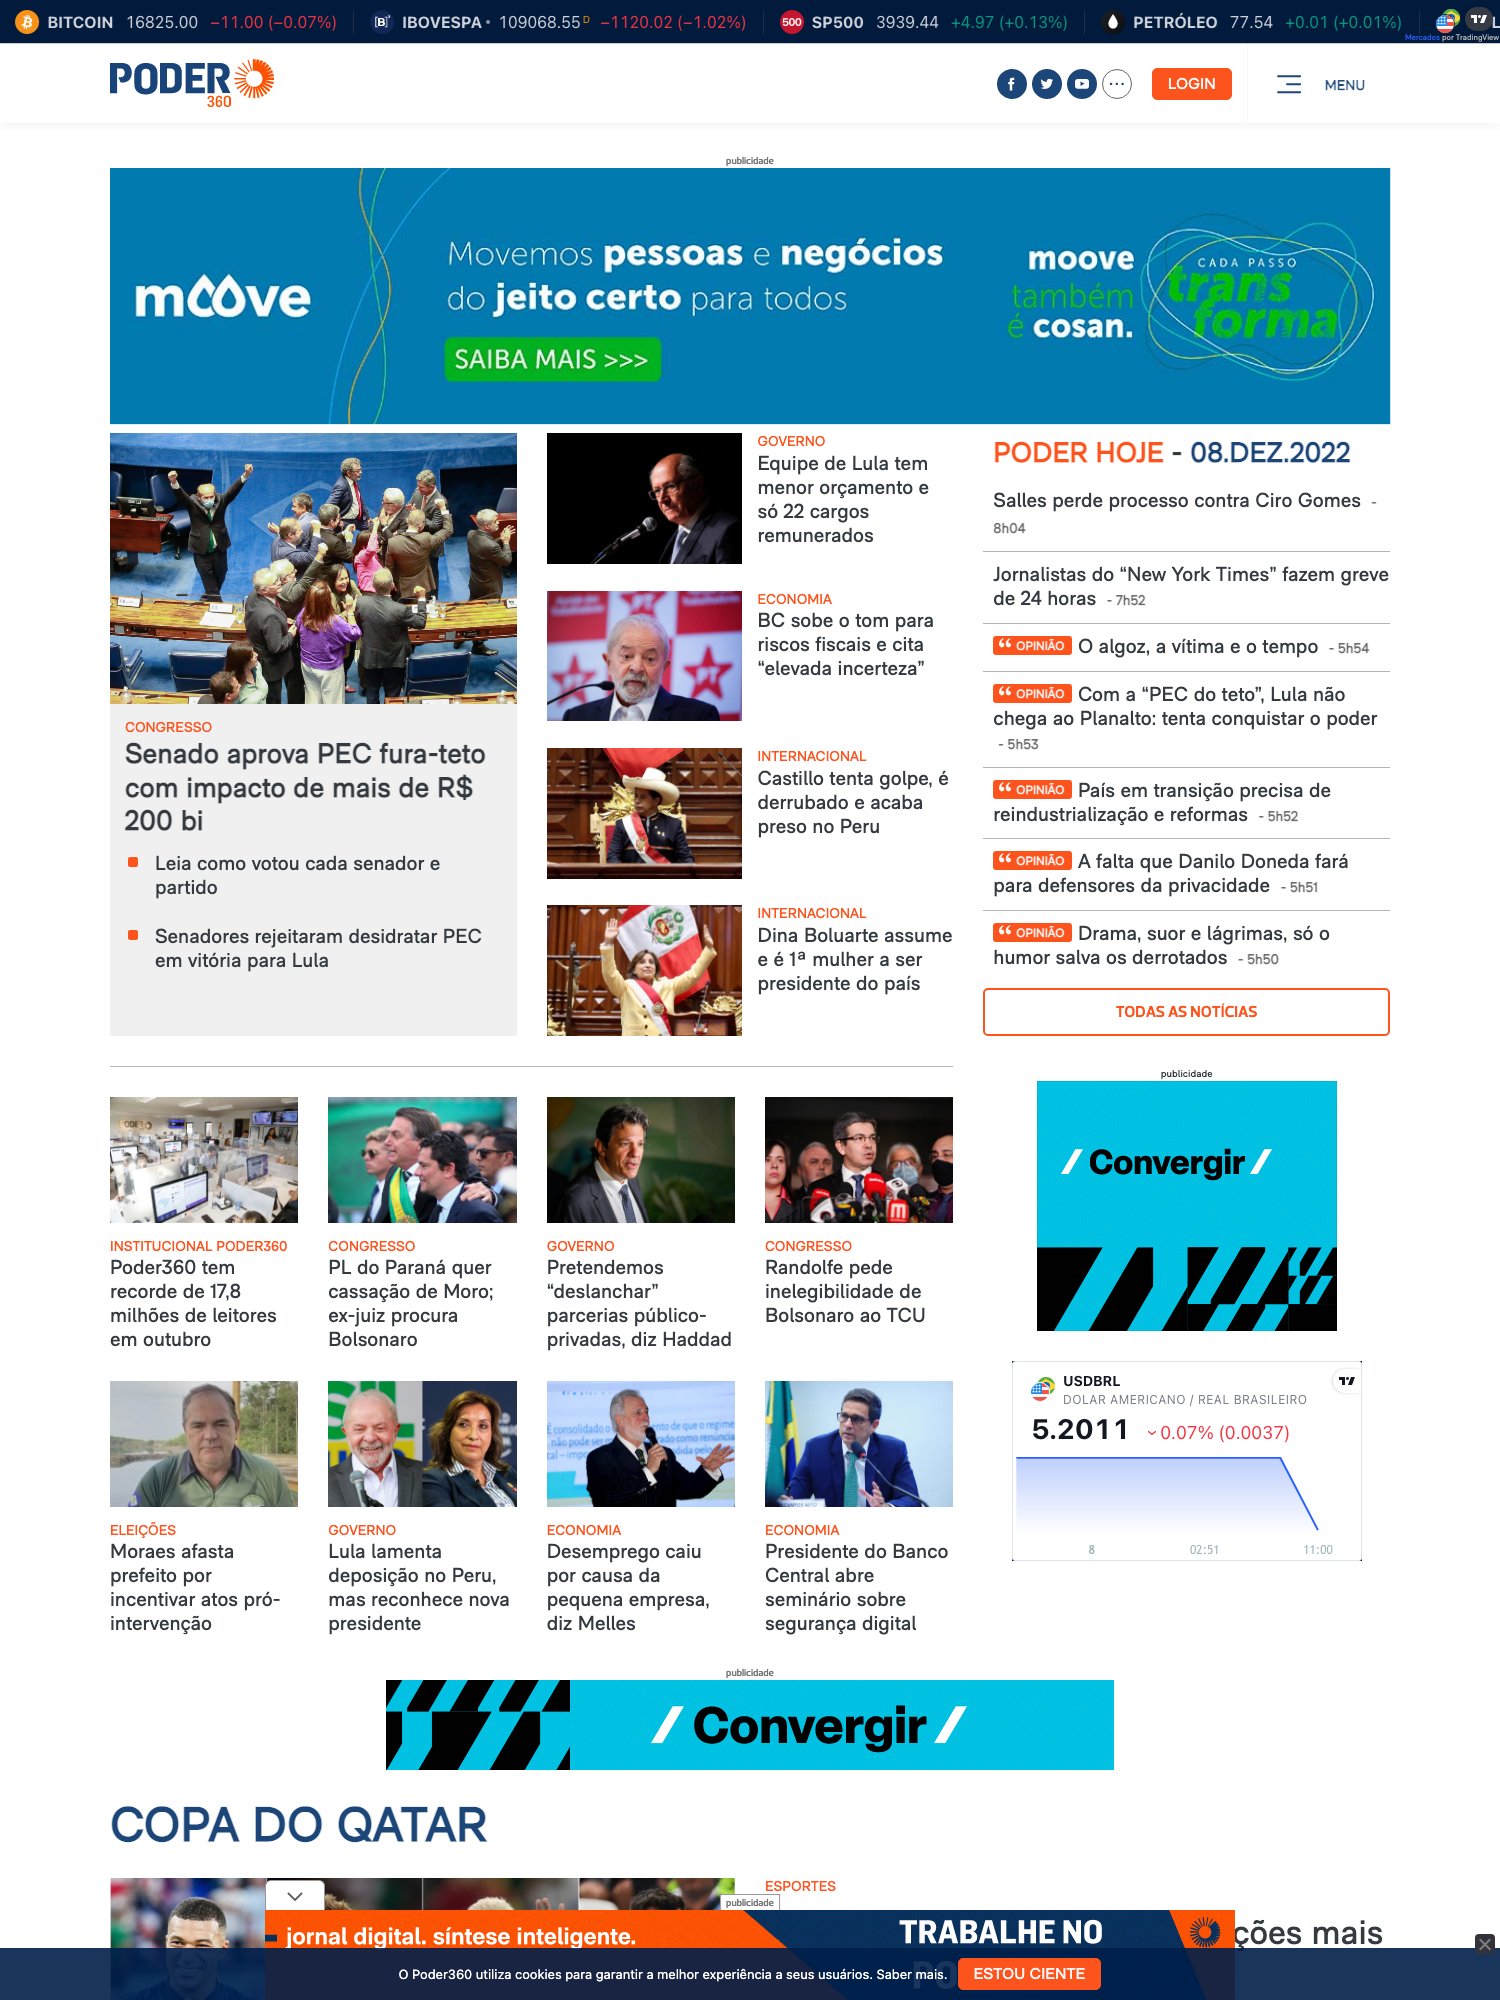 BITCOIN 16825.00 −11.00 (−0.07%) IBOVESPA 109068.55 D −1120.02 (−1.02%) SP500 3939.44 +4.97 (+0.13%) PETRÓLEO 77.54 +0.01 (+0.01%)
Mercados por TradingView
PODER
360
LOGIN
MENU
publicidade
moove
Movemos pessoas e negócios
do jeito certo para todos
SAIBA MAIS >>>
moove
também
é cosan.
CADA PASSO
trans
forma
CONGRESSO
Senado aprova PEC fura-teto
com impacto de mais de R$
200 bi
Leia como votou cada senador e
partido
Senadores rejeitaram desidratar PEC
em vitória para Lula
GOVERNO
Equipe de Lula tem
menor orçamento e
só 22 cargos
remunerados
ECONOMIA
BC sobe o tom para
riscos fiscais e cita
“elevada incerteza”
INTERNACIONAL
Castillo tenta golpe, é
derrubado e acaba
preso no Peru
INTERNACIONAL
Dina Boluarte assume
e é 1ª mulher a ser
presidente do país
PODER HOJE - 08.DEZ.2022
Salles perde processo contra Ciro Gomes -
8h04
Jornalistas do “New York Times” fazem greve
de 24 horas - 7h52
OPINIÃO O algoz, a vítima e o tempo - 5h54
OPINIÃO Com a “PEC do teto”, Lula não
chega ao Planalto: tenta conquistar o poder
- 5h53
OPINIÃO País em transição precisa de
reindustrialização e reformas - 5h52
OPINIÃO A falta que Danilo Doneda fará
para defensores da privacidade - 5h51
OPINIÃO Drama, suor e lágrimas, só o
humor salva os derrotados - 5h50
TODAS AS NOTÍCIAS
INSTITUCIONAL PODER360
Poder360 tem
recorde de 17,8
milhões de leitores
em outubro
CONGRESSO
PL do Paraná quer
cassação de Moro;
ex-juiz procura
Bolsonaro
GOVERNO
Pretendemos
“deslanchar”
parcerias público-
privadas, diz Haddad
CONGRESSO
Randolfe pede
inelegibilidade de
Bolsonaro ao TCU
ELEIÇÕES
Moraes afasta
prefeito por
incentivar atos pró-
intervenção
GOVERNO
Lula lamenta
deposição no Peru,
mas reconhece nova
presidente
ECONOMIA
Desemprego caiu
por causa da
pequena empresa,
diz Melles
ECONOMIA
Presidente do Banco
Central abre
seminário sobre
segurança digital
publicidade
/ Convergir /
USDBRL
DOLAR AMERICANO / REAL BRASILEIRO
5.2011 0.07% (0.0037)
8 02:51 11:00
publicidade
/ Convergir /
COPA DO QATAR
ESPORTES
ções mais
publicidade
jornal digital. síntese inteligente.
TRABALHE NO
O Poder360 utiliza cookies para garantir a melhor experiência a seus usuários. Saber mais.
ESTOU CIENTE